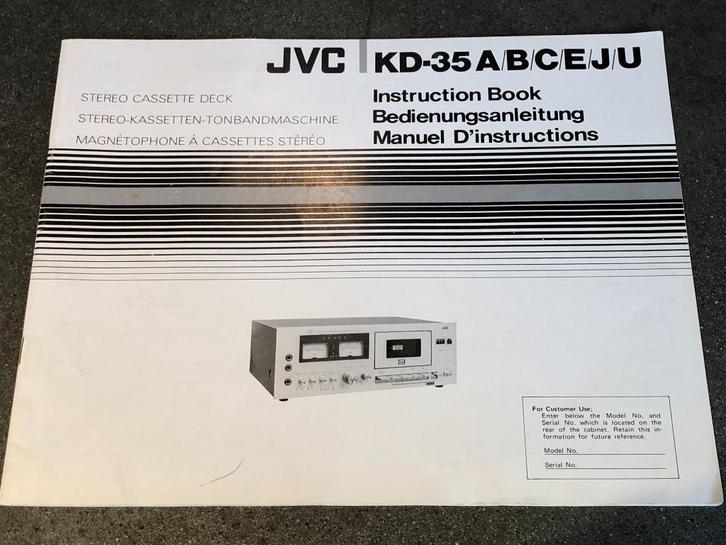 JVC KD-35 A/B/C/E/J/U
STEREO CASSETTE DECK
STEREO-KASSETTEN-TONBANDMASCHINE
MAGNÉTOPHONE À CASSETTES STÉRÉO
Instruction Book
Bedienungsanleitung
Manuel D'instructions
JVC
For Customer Use;
Enter below the Model No. and
Serial No. which is located on the
rear of the cabinet. Retain this in-
formation for future reference.
Model No.
Serial No.